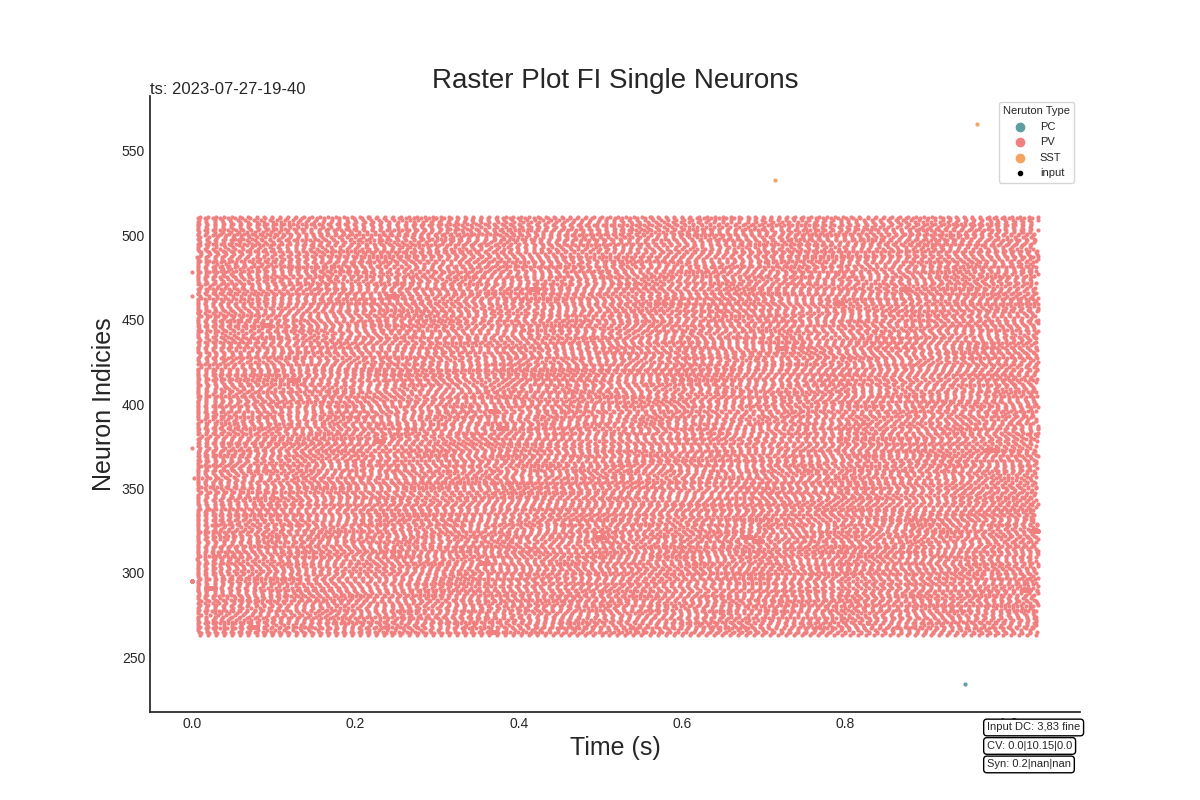 Raster Plot FI Single Neurons
ts: 2023-07-27-19-40
Neruton Type
PC
PV
SST
input
550
500
450
400
350
300
250
Neuron Indicies
0.0 0.2 0.4 0.6 0.8
Time (s)
Input DC: 3,83 fine
CV: 0.0|10.15|0.0
Syn: 0.2|nan|nan